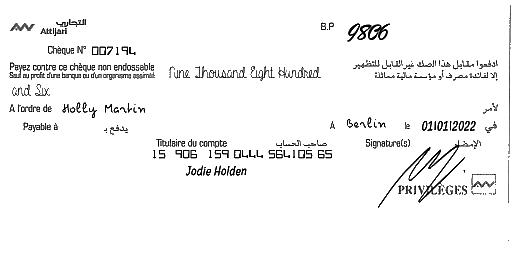 التجاري
Attijari
B.P 9806
Chèque N° 007194
Payez contre ce chèque non endossable
Sauf au profit d'une banque ou d'un organisme assimilé
Nine Thousand Eight Hundred
ادفعوا مقابل هذا الصك غير القابل للتظهير
إلا لفائدة مصرف أو مؤسسة مالية مماثلة
and Six
A l'ordre de Holly Martin
لأمر
Payable à
يدفع بـ
A Berlin le 01/01/2022 في
Titulaire du compte صاحب الحساب
Signature(s) الإمضاء
15 906 159 0444 564105 65
Jodie Holden
PRIVILÈGES